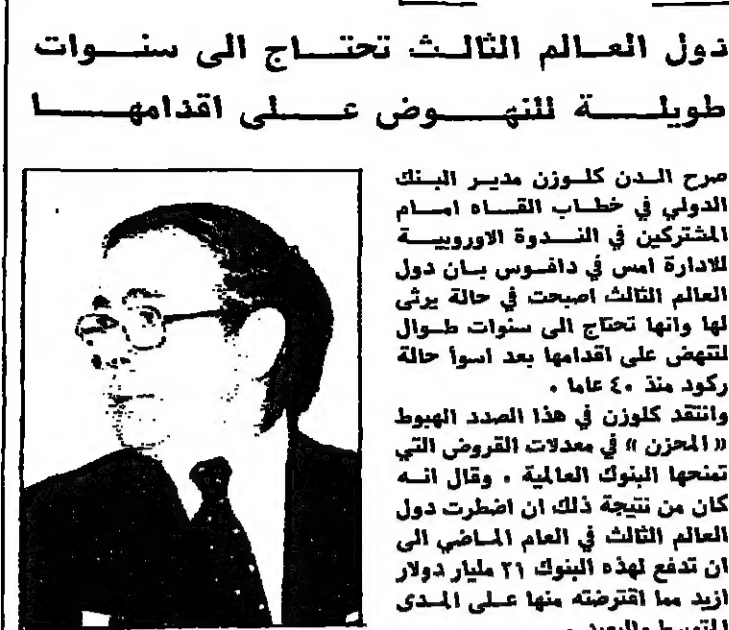 دول العالم الثالث تحتاج الى سنوات
طويلة للنهوض على اقدامها
صرح الدن كلوزن مدير البنك
الدولي في خطاب القاه امام
المشتركين في الندوة الاوروبية
للادارة امس في دافوس بان دول
العالم الثالث اصبحت في حالة يرثى
لها وانها تحتاج الى سنوات طوال
لتنهض على اقدامها بعد اسوأ حالة
ركود منذ ٤٠ عاما .
وانتقد كلوزن في هذا الصدد الهبوط
« المحزن » في معدلات القروض التي
تمنحها البنوك العالمية . وقال انه
كان من نتيجة ذلك ان اضطرت دول
العالم الثالث في العام الماضي الى
ان تدفع لهذه البنوك ٢١ مليار دولار
ازيد مما اقترضته منها على المدى
المتوسط والبعيد .